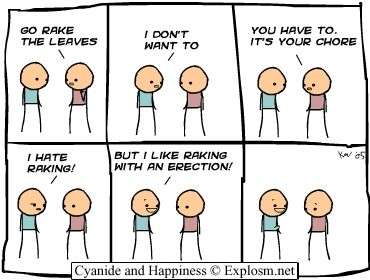 GO RAKE
THE LEAVES
I DON'T
WANT TO
YOU HAVE TO.
IT'S YOUR CHORE
I HATE
RAKING!
BUT I LIKE RAKING
WITH AN ERECTION!
Cyanide and Happiness © Explosm.net